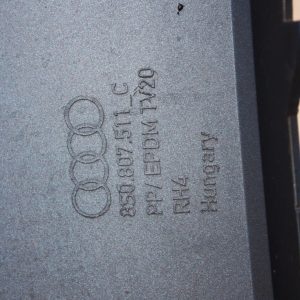 8S0.807.511_C
PP/EPDM TV20
RH4
Hungary